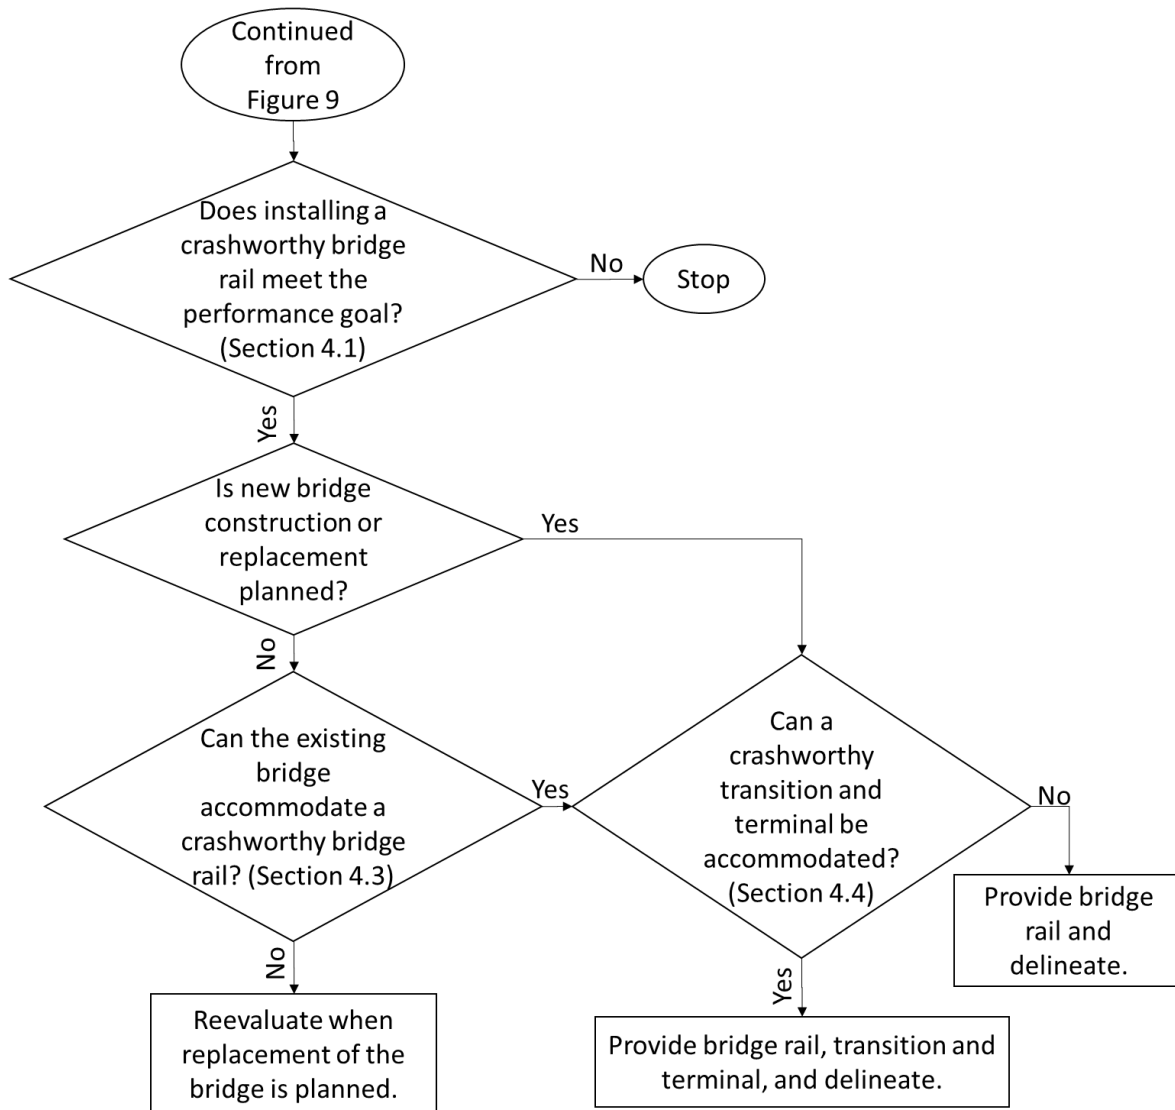 Continued
from
Figure 9
Does installing a
crashworthy bridge
rail meet the
performance goal?
(Section 4.1)
No
Stop
Yes
Is new bridge
construction or
replacement
planned?
Yes
No
Can the existing
bridge
accommodate a
crashworthy bridge
rail? (Section 4.3)
Yes
Can a
crashworthy
transition and
terminal be
accommodated?
(Section 4.4)
No
Provide bridge
rail and
delineate.
No
Reevaluate when
replacement of the
bridge is planned.
Yes
Provide bridge rail, transition and
terminal, and delineate.